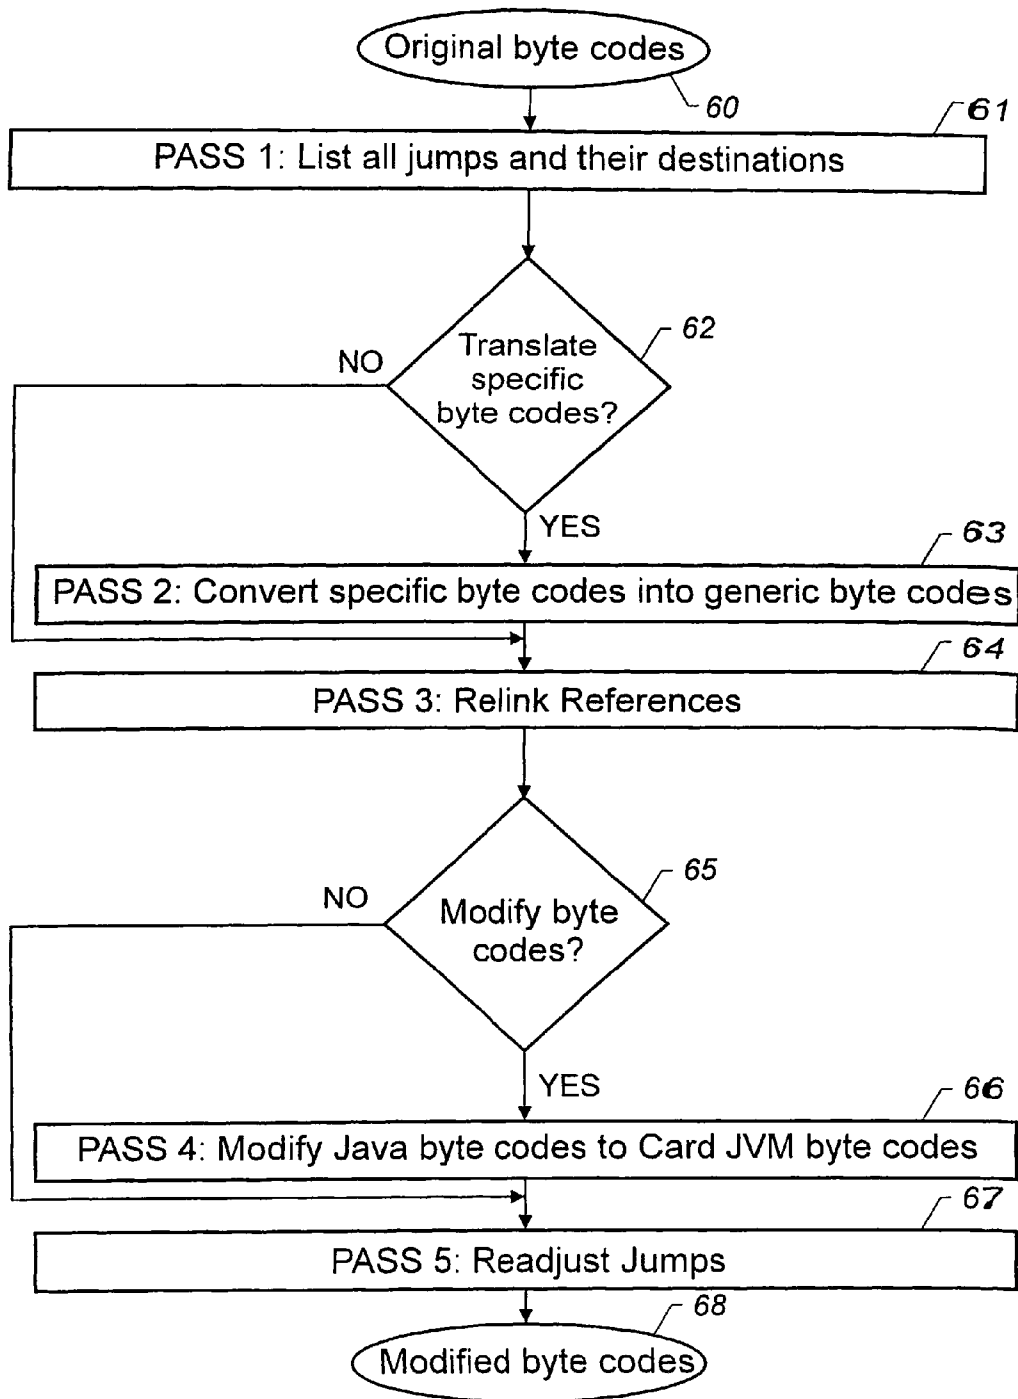 Original byte codes
60
61
PASS 1: List all jumps and their destinations
62
Translate
specific
byte codes?
NO
YES
63
PASS 2: Convert specific byte codes into generic byte codes
64
PASS 3: Relink References
65
NO
Modify byte
codes?
YES
66
PASS 4: Modify Java byte codes to Card JVM byte codes
67
PASS 5: Readjust Jumps
68
Modified byte codes